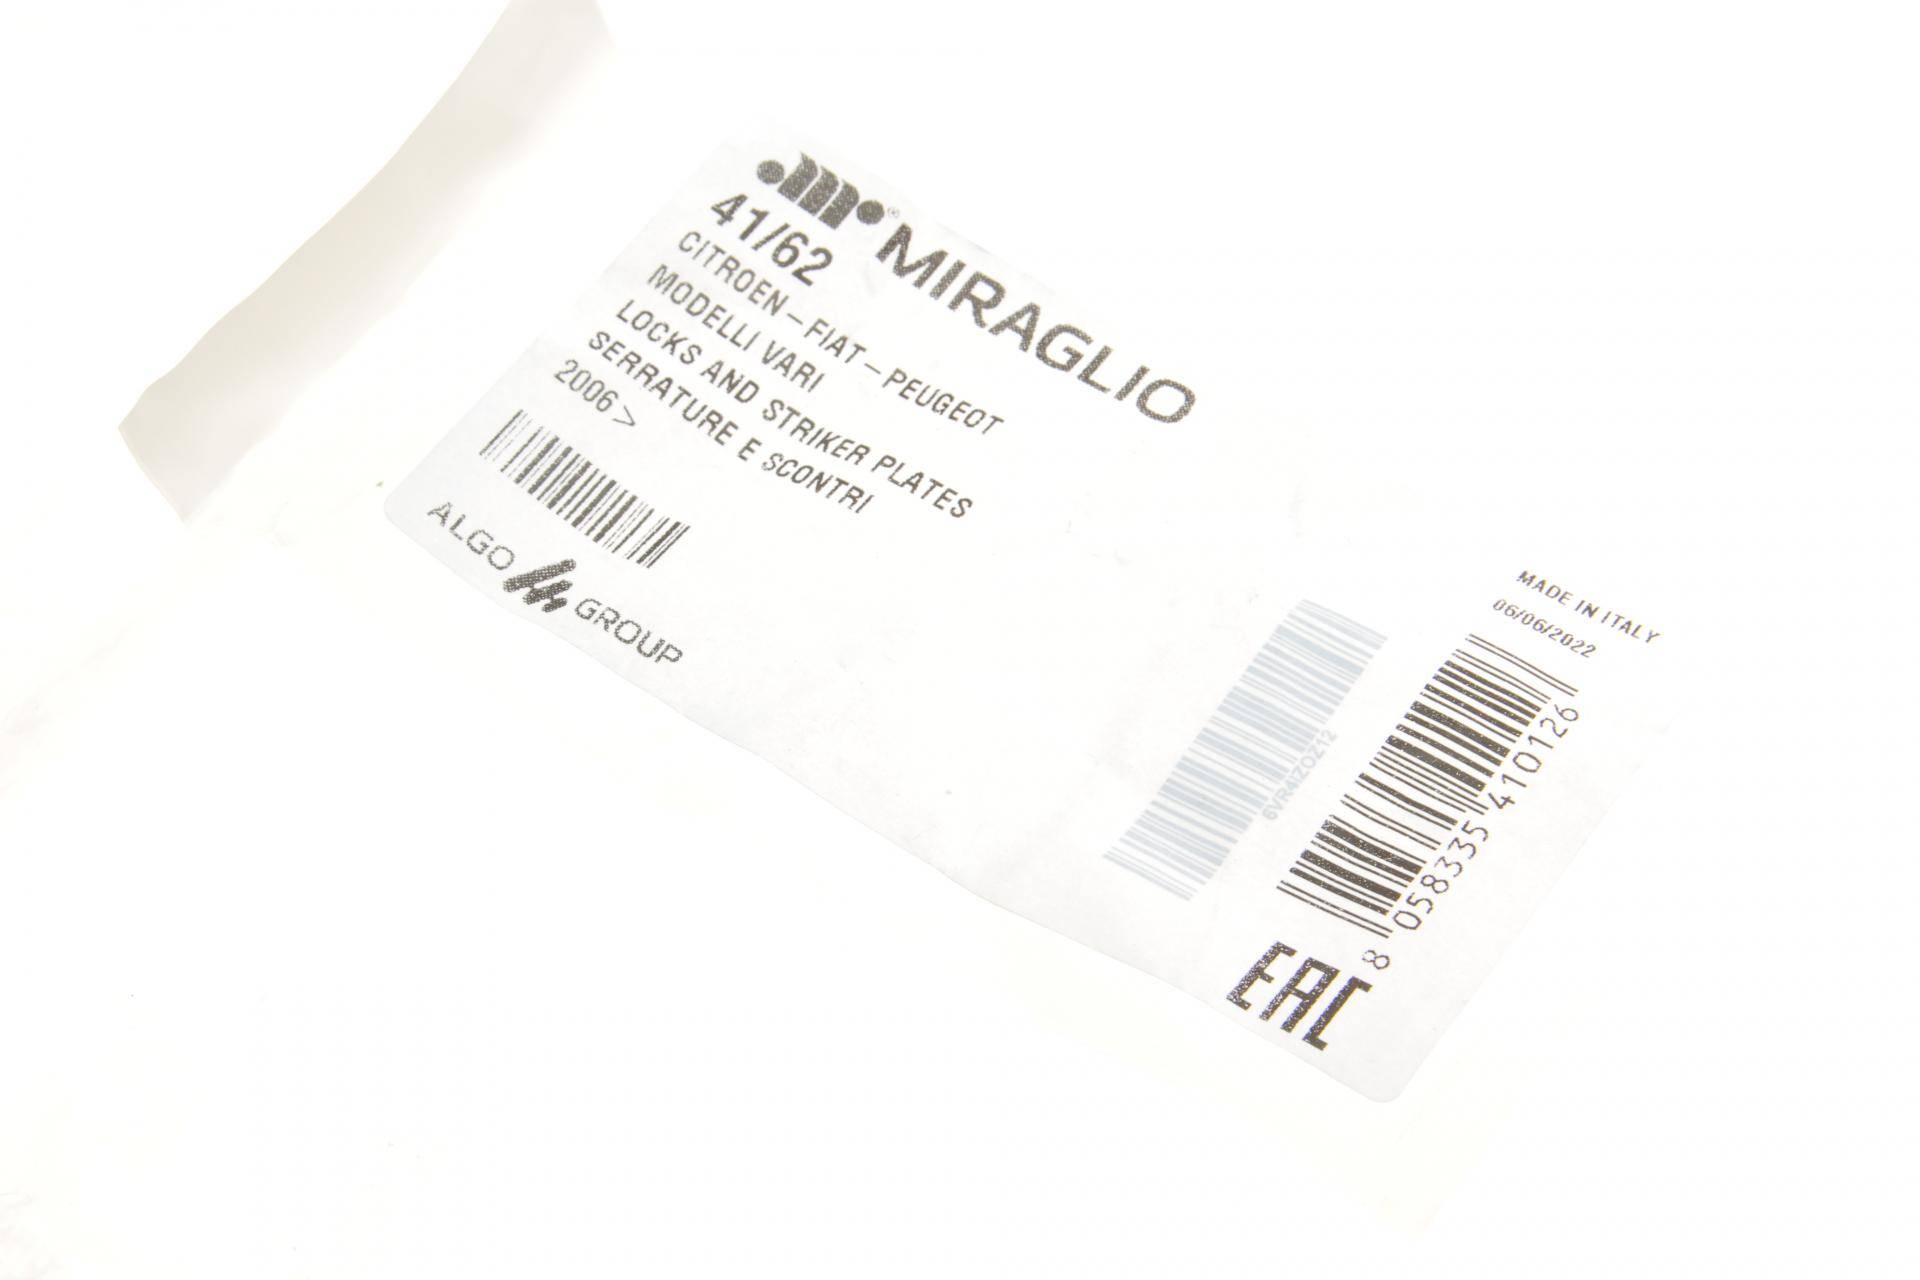 ® MIRAGLIO
41/62
CITROEN-FIAT-PEUGEOT
MODELLI VARI
LOCKS AND STRIKER PLATES
SERRATURE E SCONTRI
2006 >
ALGO GROUP
MADE IN ITALY
06/06/2022
8 058335 410126
6VR4IZOZ12
EAC